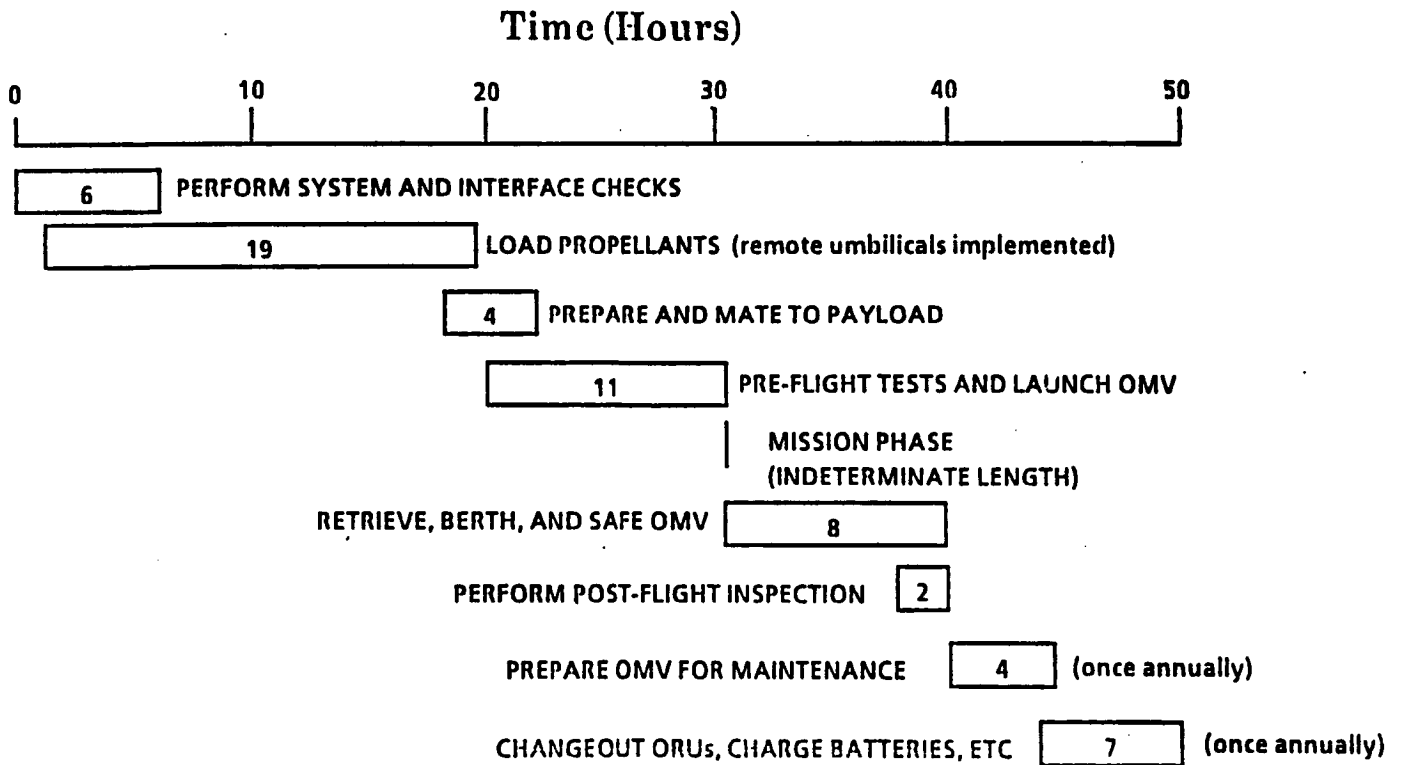 Time (Hours)
0 10 20 30 40 50
6 PERFORM SYSTEM AND INTERFACE CHECKS
19 LOAD PROPELLANTS (remote umbilicals implemented)
4 PREPARE AND MATE TO PAYLOAD
11 PRE-FLIGHT TESTS AND LAUNCH OMV
MISSION PHASE
(INDETERMINATE LENGTH)
RETRIEVE, BERTH, AND SAFE OMV 8
PERFORM POST-FLIGHT INSPECTION 2
PREPARE OMV FOR MAINTENANCE 4 (once annually)
CHANGEOUT ORUs, CHARGE BATTERIES, ETC 7 (once annually)